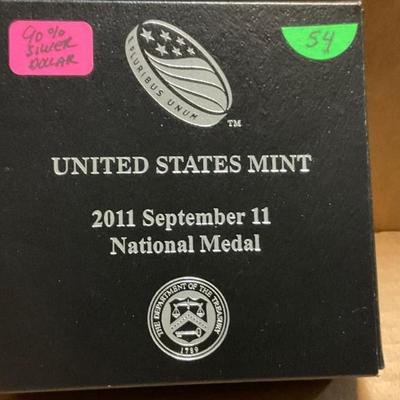 90%
SILVER
DOLLAR
54
E PLURIBUS UNUM
TM
UNITED STATES MINT
2011 September 11
National Medal
THE DEPARTMENT OF THE TREASURY
1789